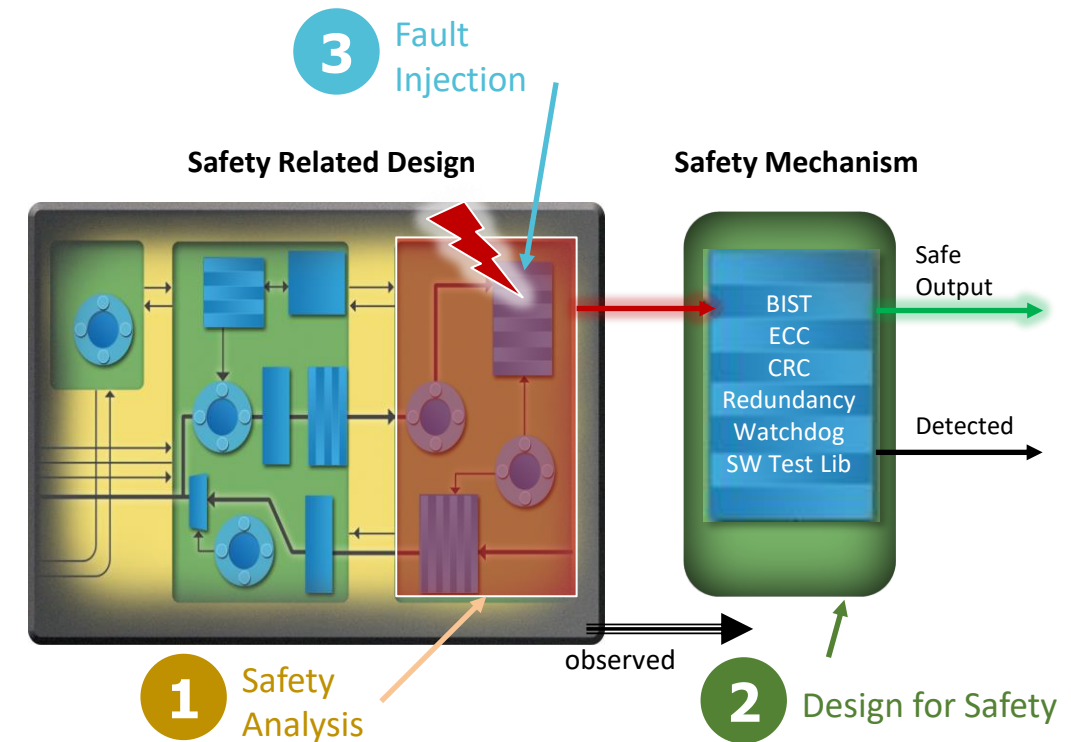 3
Fault
Injection
Safety Related Design
Safety Mechanism
BIST
ECC
CRC
Redundancy
Watchdog
SW Test Lib
Safe
Output
Detected
observed
1
Safety
Analysis
2
Design for Safety